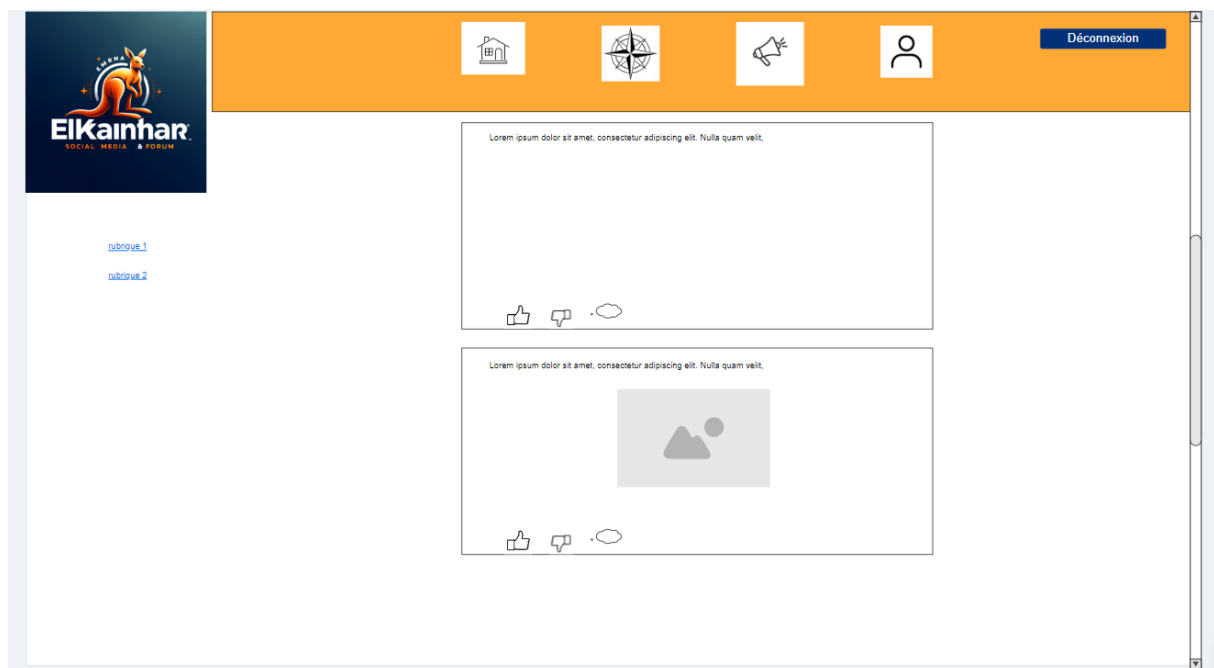 EMRHA
ElKainhar
SOCIAL MEDIA & FORUM
Déconnexion
rubrique 1
rubrique 2
Lorem ipsum dolor sit amet, consectetur adipiscing elit. Nulla quam velit,
Lorem ipsum dolor sit amet, consectetur adipiscing elit. Nulla quam velit,